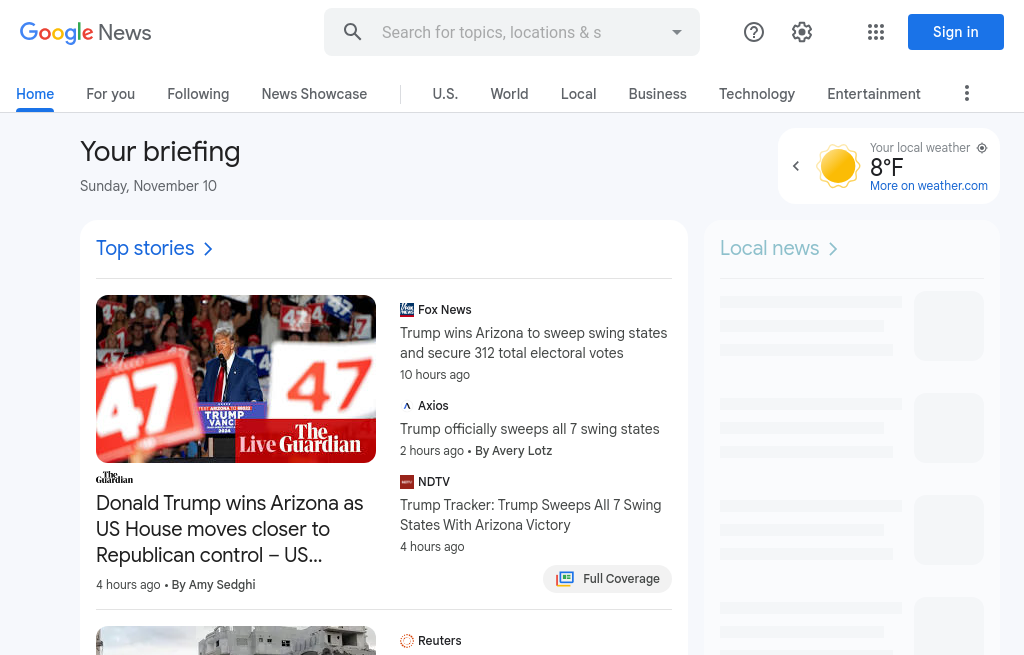 Google News
Search for topics, locations & s
Sign in
Home
For you
Following
News Showcase
U.S.
World
Local
Business
Technology
Entertainment
Your briefing
Sunday, November 10
Your local weather
8°F
More on weather.com
Top stories
Local news
47
47
47
TRUMP
VANCE
Live The Guardian
The Guardian
Donald Trump wins Arizona as
US House moves closer to
Republican control – US...
4 hours ago • By Amy Sedghi
Fox News
Trump wins Arizona to sweep swing states
and secure 312 total electoral votes
10 hours ago
Axios
Trump officially sweeps all 7 swing states
2 hours ago • By Avery Lotz
NDTV
Trump Tracker: Trump Sweeps All 7 Swing
States With Arizona Victory
4 hours ago
Full Coverage
Reuters